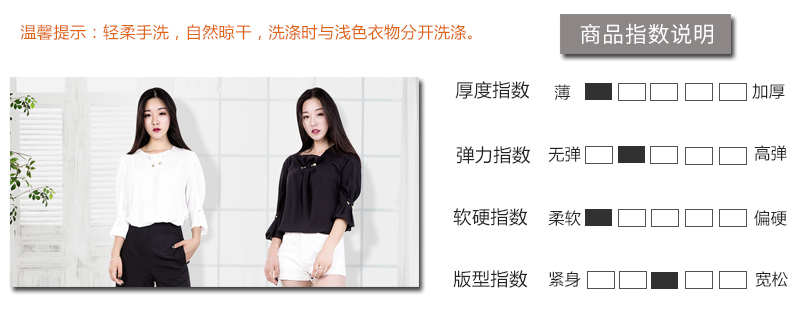 温馨提示：轻柔手洗，自然晾干，洗涤时与浅色衣物分开洗涤。
商品指数说明
厚度指数 薄 加厚
弹力指数 无弹 高弹
软硬指数 柔软 偏硬
版型指数 紧身 宽松